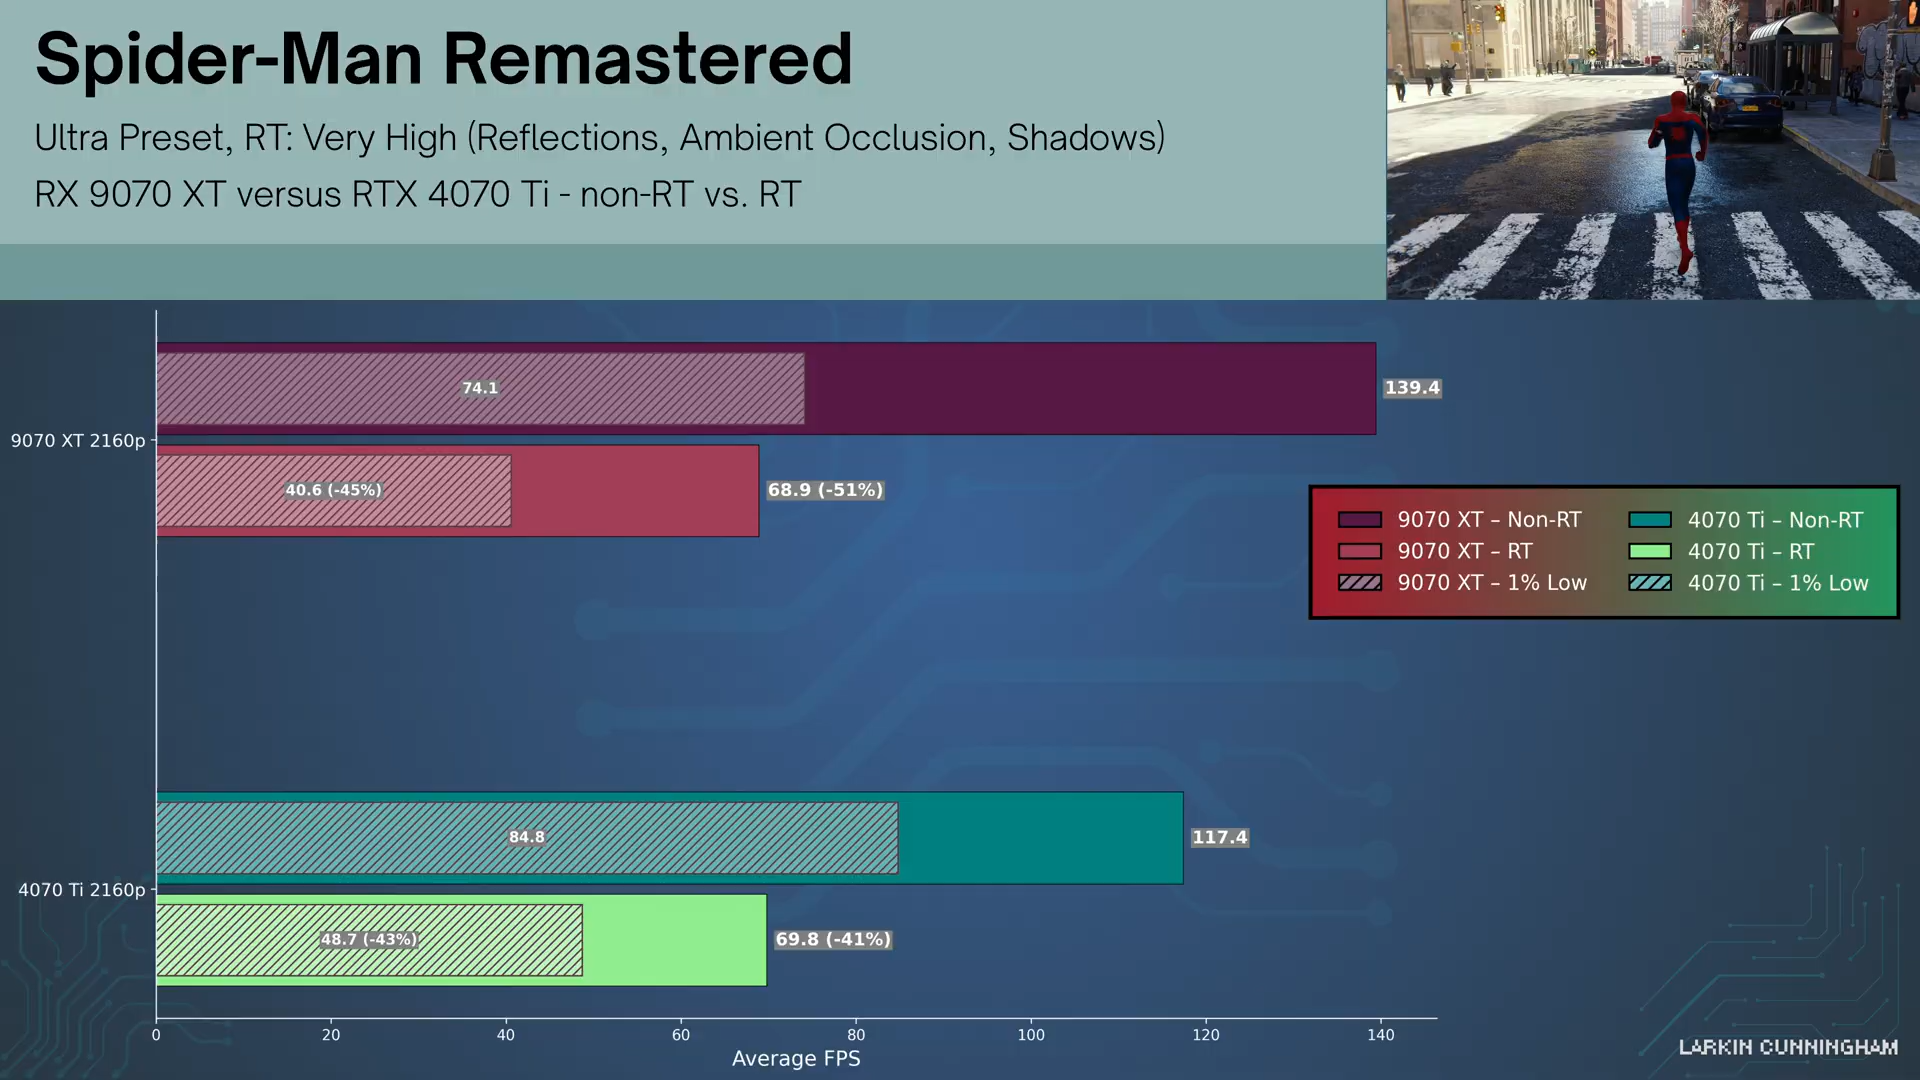 Spider-Man Remastered
Ultra Preset, RT: Very High (Reflections, Ambient Occlusion, Shadows)
RX 9070 XT versus RTX 4070 Ti - non-RT vs. RT
74.1
139.4
9070 XT 2160p
40.6 (-45%)
68.9 (-51%)
9070 XT – Non-RT
9070 XT – RT
9070 XT – 1% Low
4070 Ti – Non-RT
4070 Ti – RT
4070 Ti – 1% Low
84.8
117.4
4070 Ti 2160p
48.7 (-43%)
69.8 (-41%)
0 20 40 60 80 100 120 140
Average FPS
LARKIN CUNNINGHAM